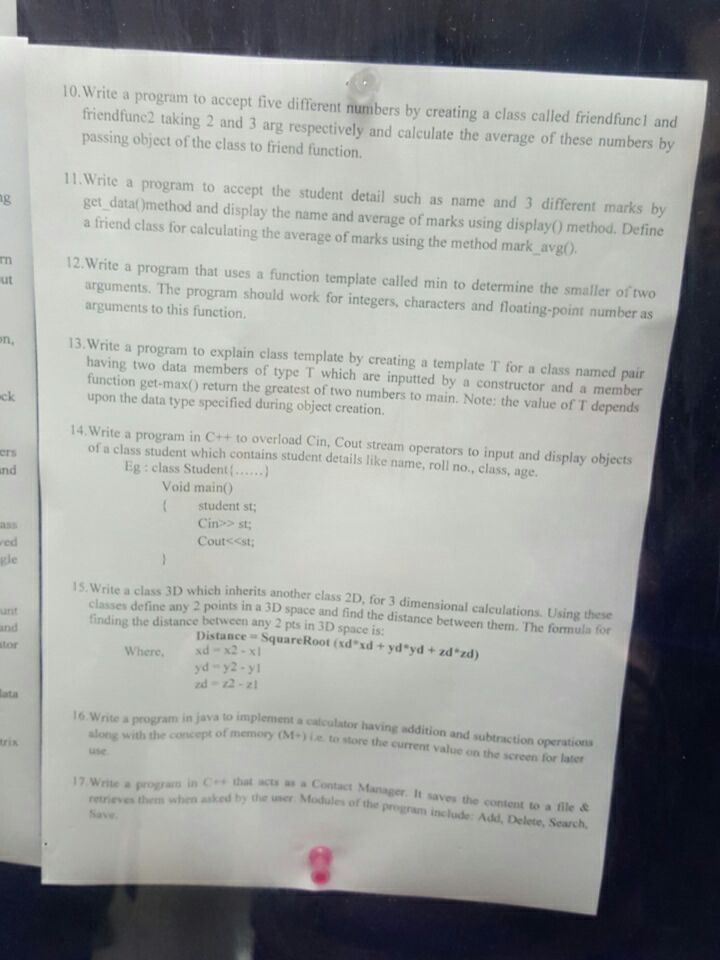 10.Write a program to accept five different numbers by creating a class called friendfunc1 and
friendfunc2 taking 2 and 3 arg respectively and calculate the average of these numbers by
passing object of the class to friend function.
11.Write a program to accept the student detail such as name and 3 different marks by
get_data()method and display the name and average of marks using display() method. Define
a friend class for calculating the average of marks using the method mark_avg().
12.Write a program that uses a function template called min to determine the smaller of two
arguments. The program should work for integers, characters and floating-point number as
arguments to this function.
13.Write a program to explain class template by creating a template T for a class named pair
having two data members of type T which are inputted by a constructor and a member
function get-max() return the greatest of two numbers to main. Note: the value of T depends
upon the data type specified during object creation.
14.Write a program in C++ to overload Cin, Cout stream operators to input and display objects
of a class student which contains student details like name, roll no., class, age.
Eg : class Student{......}
Void main()
{ student st;
Cin>> st;
Cout<<st;
}
15.Write a class 3D which inherits another class 2D, for 3 dimensional calculations. Using these
classes define any 2 points in a 3D space and find the distance between them. The formula for
finding the distance between any 2 pts in 3D space is:
Distance = SquareRoot (xd*xd + yd*yd + zd*zd)
Where, xd = x2 - x1
yd = y2 - y1
zd = z2 - z1
16.Write a program in java to implement a calculator having addition and subtraction operations
along with the concept of memory (M+) i.e. to store the current value on the screen for later
use.
17.Write a program in C++ that acts as a Contact Manager. It saves the content to a file &
retrieves them when asked by the user. Modules of the program include: Add, Delete, Search,
Save.
ng
rn
out
on,
ock
ers
and
ass
ved
gle
unt
and
ator
data
trix